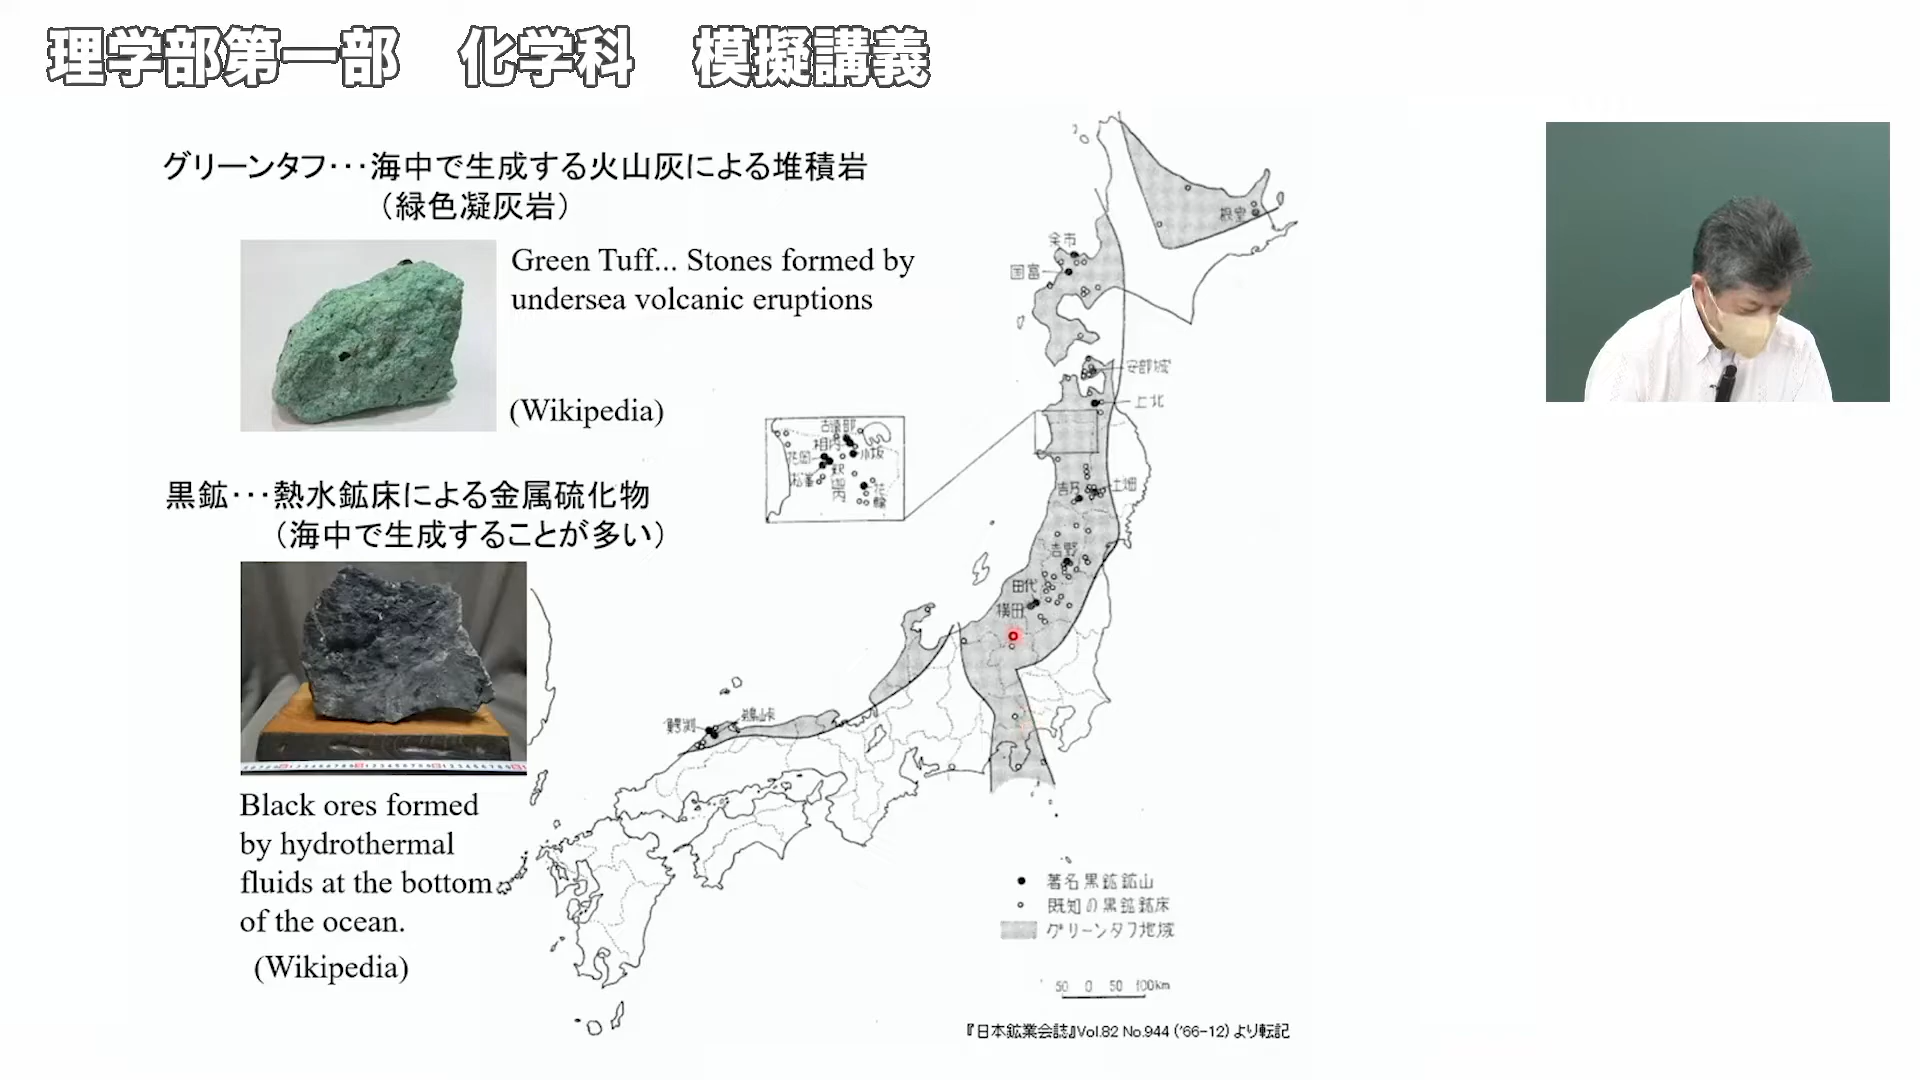 理学部第一部 化学科 模擬講義
グリーンタフ･･･海中で生成する火山灰による堆積岩
（緑色凝灰岩）
Green Tuff... Stones formed by
undersea volcanic eruptions
(Wikipedia)
黒鉱･･･熱水鉱床による金属硫化物
（海中で生成することが多い）
Black ores formed
by hydrothermal
fluids at the bottom
of the ocean.
(Wikipedia)
根室
余市
国富
安部城
上北
古遠部
相内
小坂
花岡
釈迦内
松峯
花輪
吉乃
土畑
吉野
田代
横田
鰐淵
鵜峠
● 著名黒鉱鉱山
○ 既知の黒鉱鉱床
グリーンタフ地域
50 0 50 100km
『日本鉱業会誌』Vol.82 No.944 ('66-12) より転記